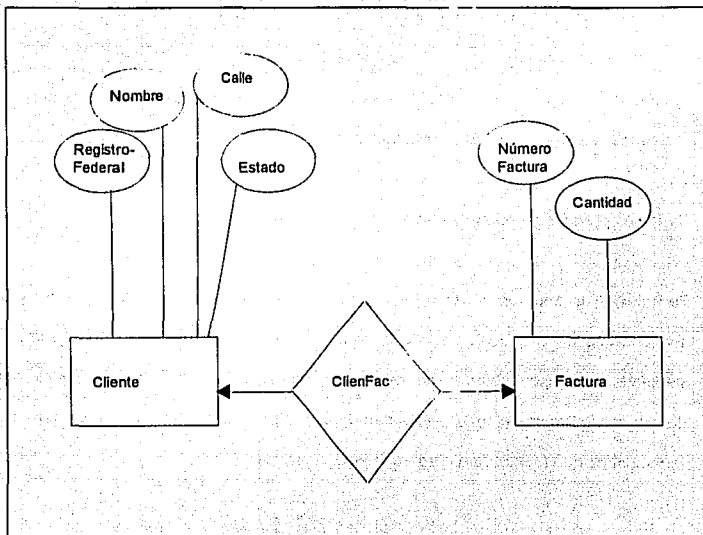 Calle
Nombre
Registro-
Federal
Estado
Número
Factura
Cantidad
Cliente
ClienFac
Factura